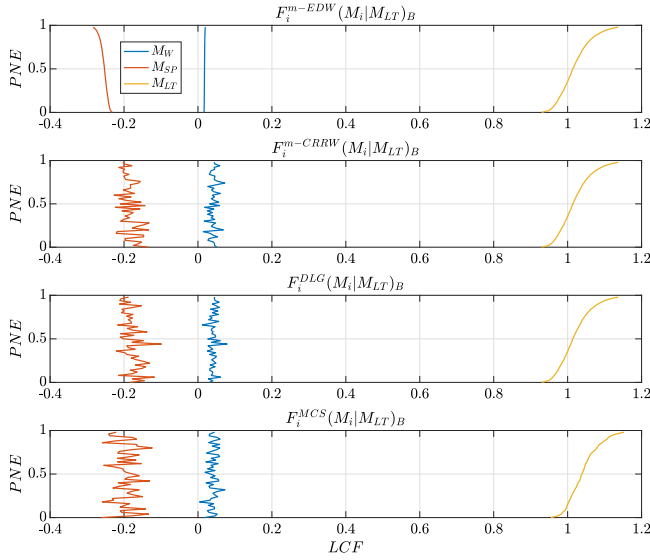 F_i^{m-EDW}(M_i|M_{LT})_B
PNE
1
0.5
0
M_W
M_{SP}
M_{LT}
-0.4 -0.2 0 0.2 0.4 0.6 0.8 1 1.2
F_i^{m-CRRW}(M_i|M_{LT})_B
PNE
1
0.5
0
-0.4 -0.2 0 0.2 0.4 0.6 0.8 1 1.2
F_i^{DLG}(M_i|M_{LT})_B
PNE
1
0.5
0
-0.4 -0.2 0 0.2 0.4 0.6 0.8 1 1.2
F_i^{MCS}(M_i|M_{LT})_B
PNE
1
0.5
0
-0.4 -0.2 0 0.2 0.4 0.6 0.8 1 1.2
LCF